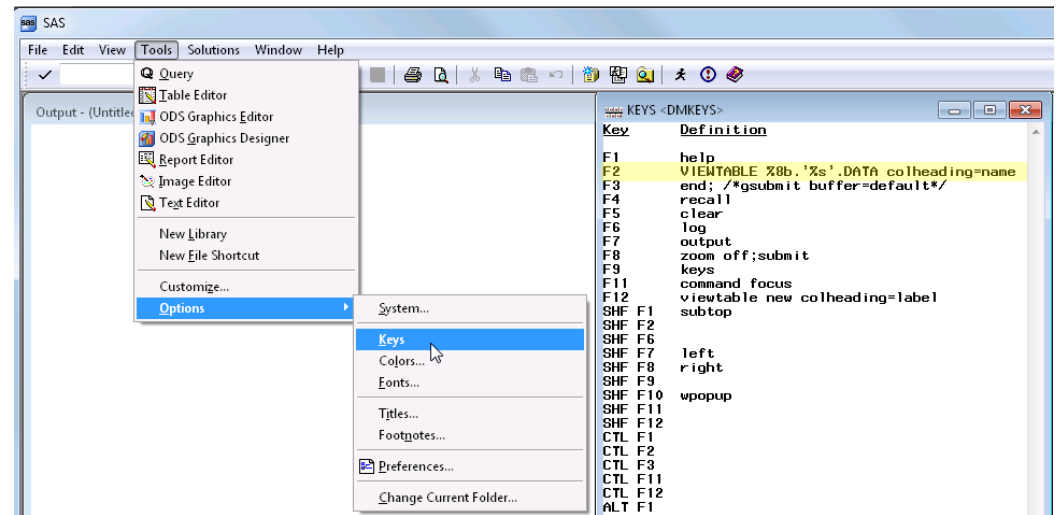 SAS
File Edit View Tools Solutions Window Help
Query
Table Editor
ODS Graphics Editor
ODS Graphics Designer
Report Editor
Image Editor
Text Editor
New Library
New File Shortcut
Customize...
Options
System...
Keys
Colors...
Fonts...
Titles...
Footnotes...
Preferences...
Change Current Folder...
Output - (Untitled
KEYS <DMKEYS>
Key Definition
F1 help
F2 VIEWTABLE %8b.'%s'.DATA colheading=name
F3 end; /*gsubmit buffer=default*/
F4 recall
F5 clear
F6 log
F7 output
F8 zoom off;submit
F9 keys
F11 command focus
F12 viewtable new colheading=label
SHF F1 subtop
SHF F2
SHF F6
SHF F7 left
SHF F8 right
SHF F9
SHF F10 wpopup
SHF F11
SHF F12
CTL F1
CTL F2
CTL F3
CTL F11
CTL F12
ALT F1